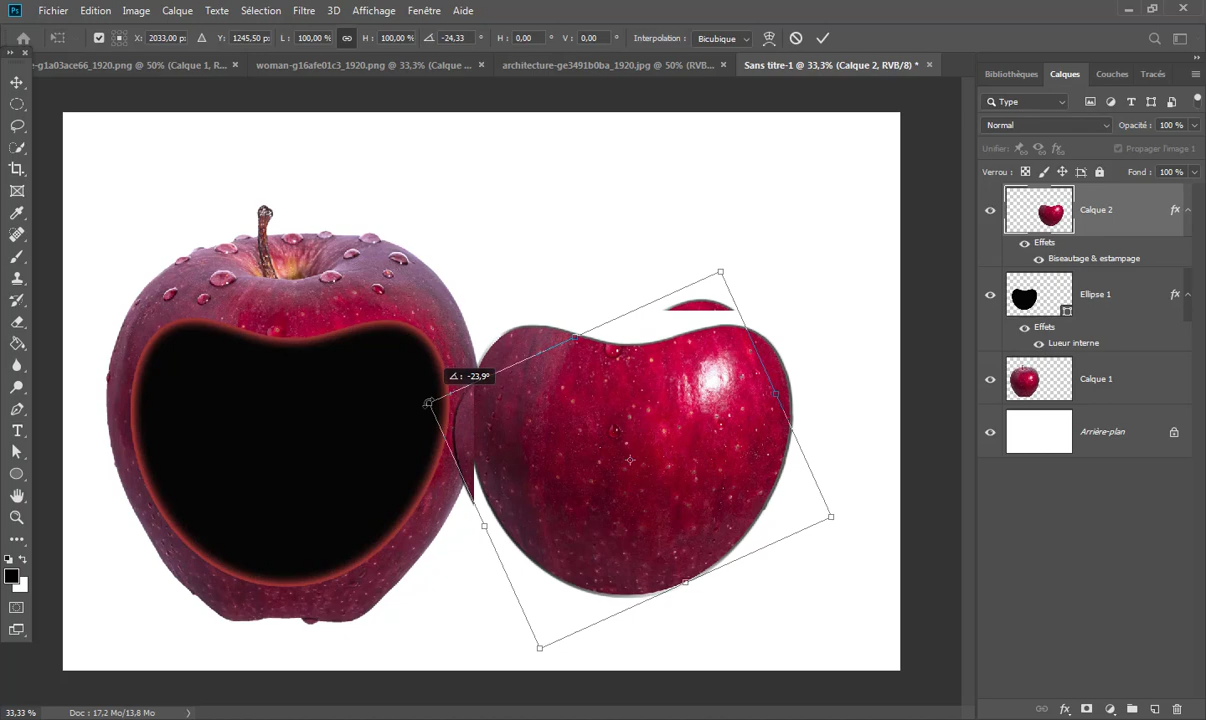 Ps Fichier Edition Image Calque Texte Sélection Filtre 3D Affichage Fenêtre Aide
X : 2033,00 p: Y : 1245,50 p: L : 100,00 % H : 100,00 % -24,33 ° H : 0,00 ° V : 0,00 ° Interpolation : Bicubique
e-g1a03ace66_1920.png @ 50% (Calque 1, R... × woman-g16afe01c3_1920.png @ 33,3% (Calque ... × architecture-ge3491b0ba_1920.jpg @ 50% (RVB... × Sans titre-1 @ 33,3% (Calque 2, RVB/8) * ×
Bibliothèques Calques Couches Tracés
Type
Normal Opacité : 100 %
Unifier : Propager l'image 1
Verrou : Fond : 100 %
Calque 2 fx
Effets
Biseautage & estampage
Ellipse 1 fx
Effets
Lueur interne
Calque 1
Arrière-plan
: -23,9°
33,33 % Doc : 17,2 Mo/13,8 Mo
fx